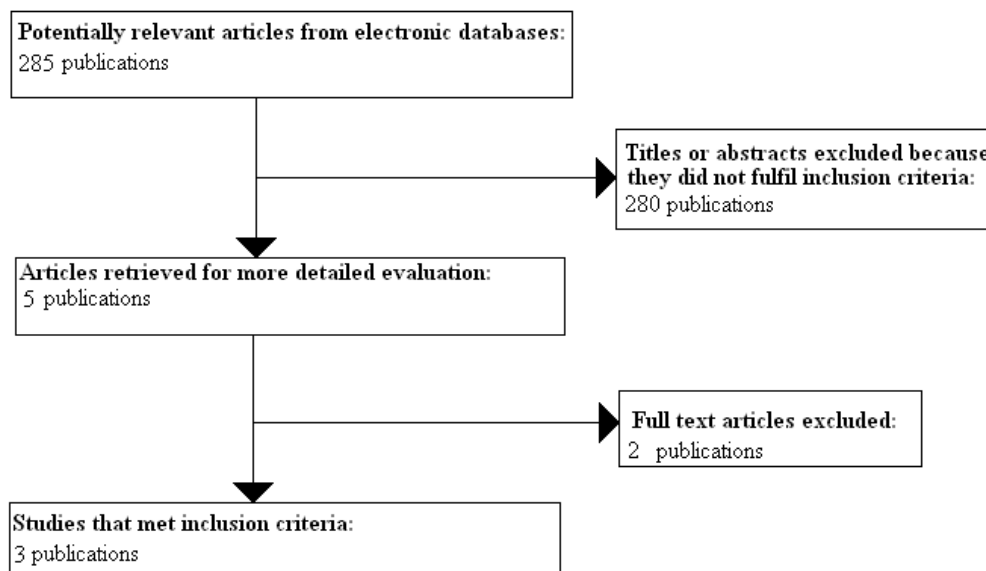 Potentially relevant articles from electronic databases:
285 publications
Titles or abstracts excluded because
they did not fulfil inclusion criteria:
280 publications
Articles retrieved for more detailed evaluation:
5 publications
Full text articles excluded:
2 publications
Studies that met inclusion criteria:
3 publications